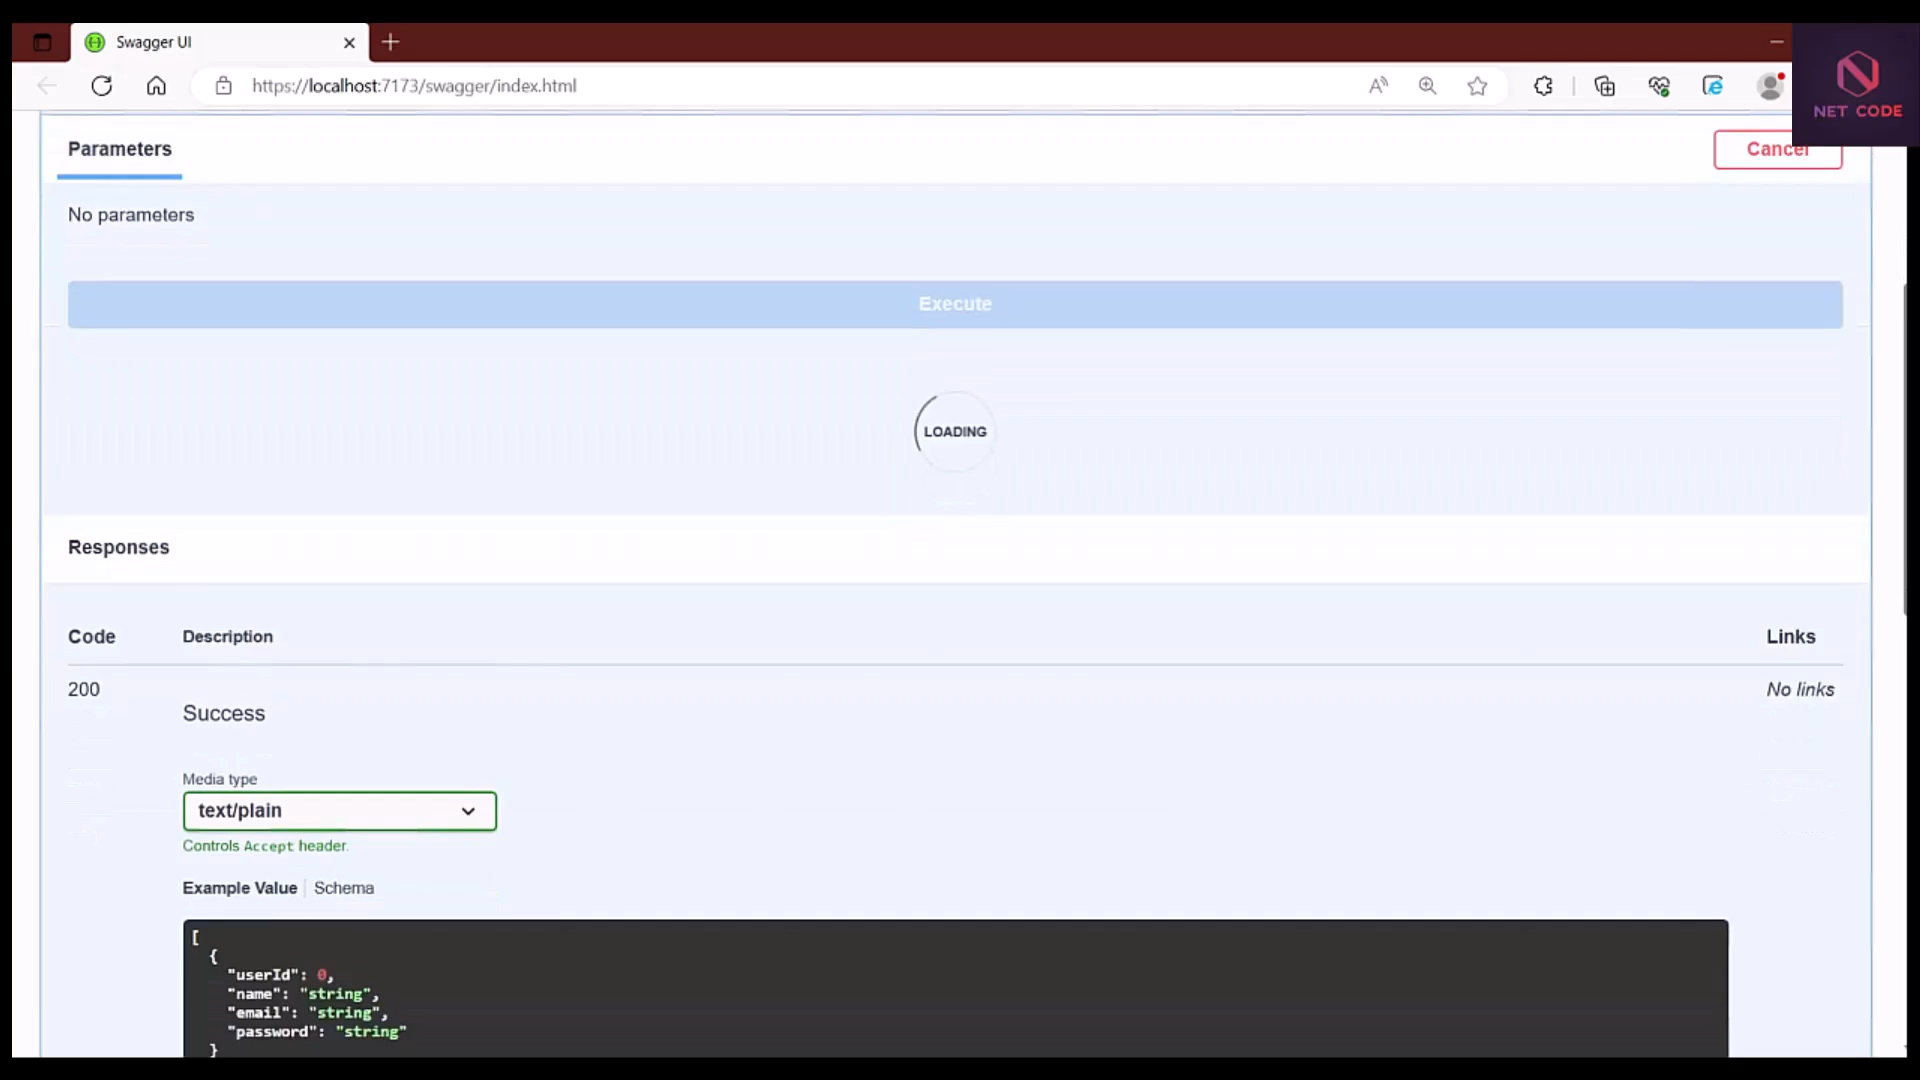 Swagger UI
https://localhost:7173/swagger/index.html
NET CODE
Parameters
Cancel
No parameters
Execute
LOADING
Responses
Code Description Links
200 No links
Success
Media type
text/plain
Controls Accept header.
Example Value Schema
[
{
"userId": 0,
"name": "string",
"email": "string",
"password": "string"
}